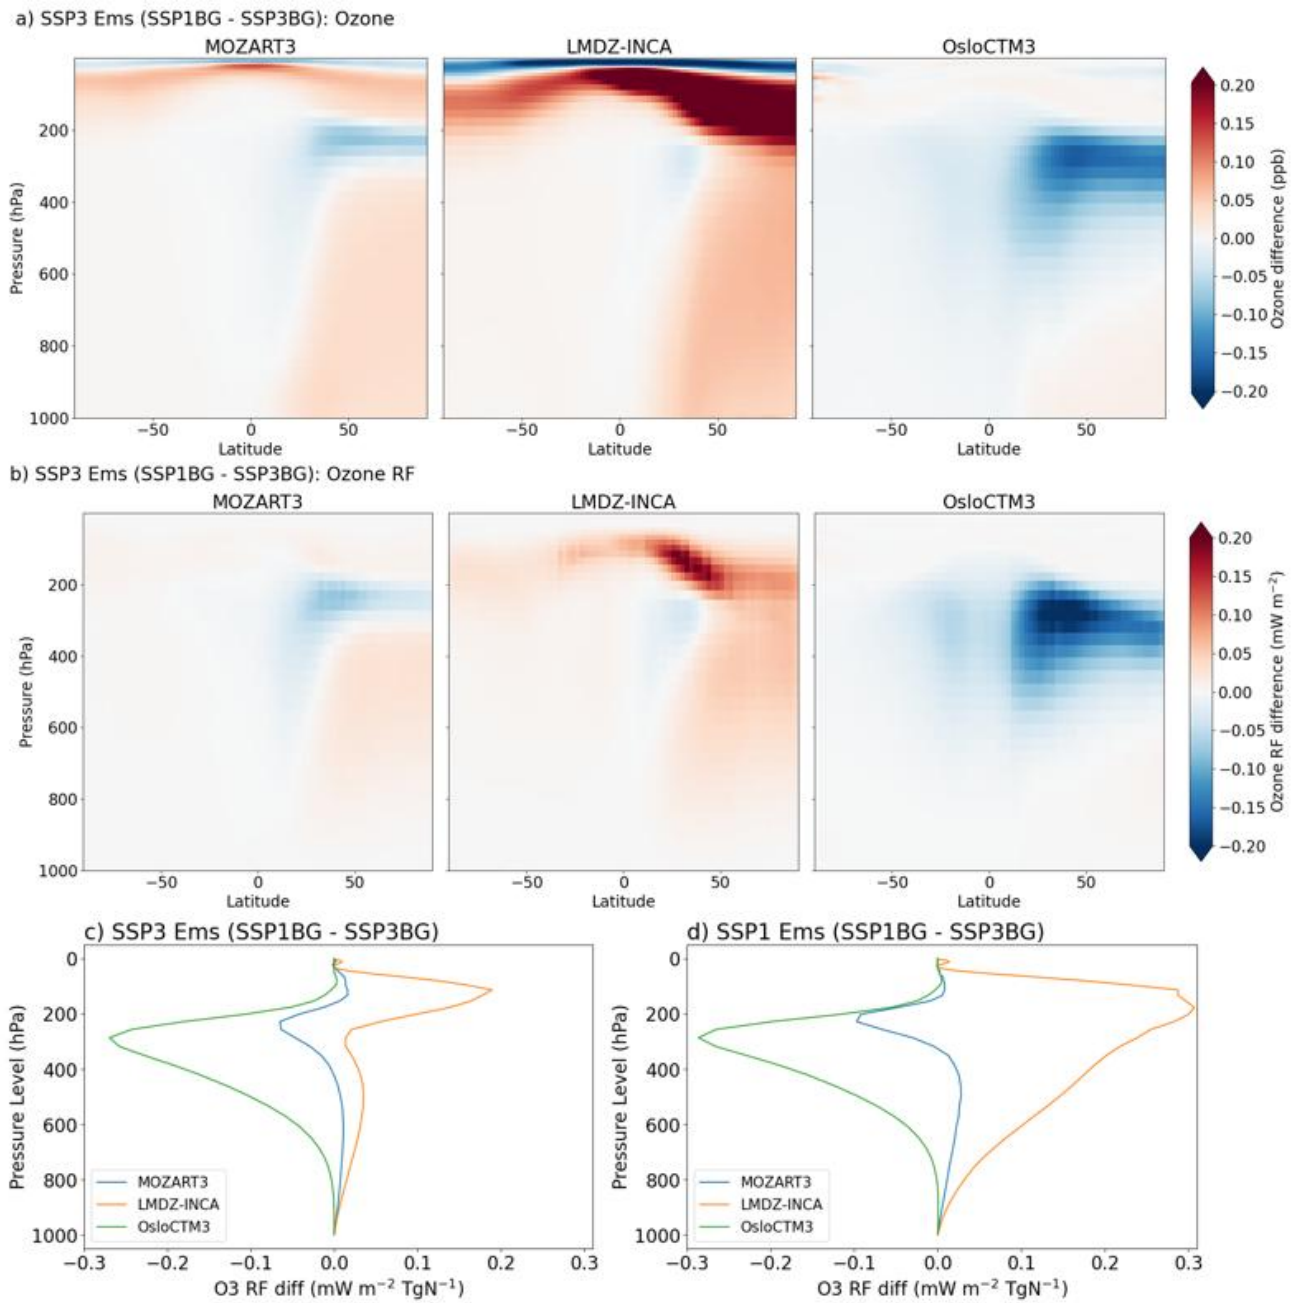 a) SSP3 Ems (SSP1BG - SSP3BG): Ozone
MOZART3
LMDZ-INCA
OsloCTM3
Pressure (hPa)
200
400
600
800
1000
−50
0
50
Latitude
−50
0
50
Latitude
−50
0
50
Latitude
0.20
0.15
0.10
0.05
0.00
−0.05
−0.10
−0.15
−0.20
Ozone difference (ppb)
b) SSP3 Ems (SSP1BG - SSP3BG): Ozone RF
MOZART3
LMDZ-INCA
OsloCTM3
Pressure (hPa)
200
400
600
800
1000
−50
0
50
Latitude
−50
0
50
Latitude
−50
0
50
Latitude
0.20
0.15
0.10
0.05
0.00
−0.05
−0.10
−0.15
−0.20
Ozone RF difference (mW m⁻²)
c) SSP3 Ems (SSP1BG - SSP3BG)
Pressure Level (hPa)
0
200
400
600
800
1000
MOZART3
LMDZ-INCA
OsloCTM3
−0.3
−0.2
−0.1
0.0
0.1
0.2
0.3
O3 RF diff (mW m⁻² TgN⁻¹)
d) SSP1 Ems (SSP1BG - SSP3BG)
Pressure Level (hPa)
0
200
400
600
800
1000
MOZART3
LMDZ-INCA
OsloCTM3
−0.3
−0.2
−0.1
0.0
0.1
0.2
0.3
O3 RF diff (mW m⁻² TgN⁻¹)